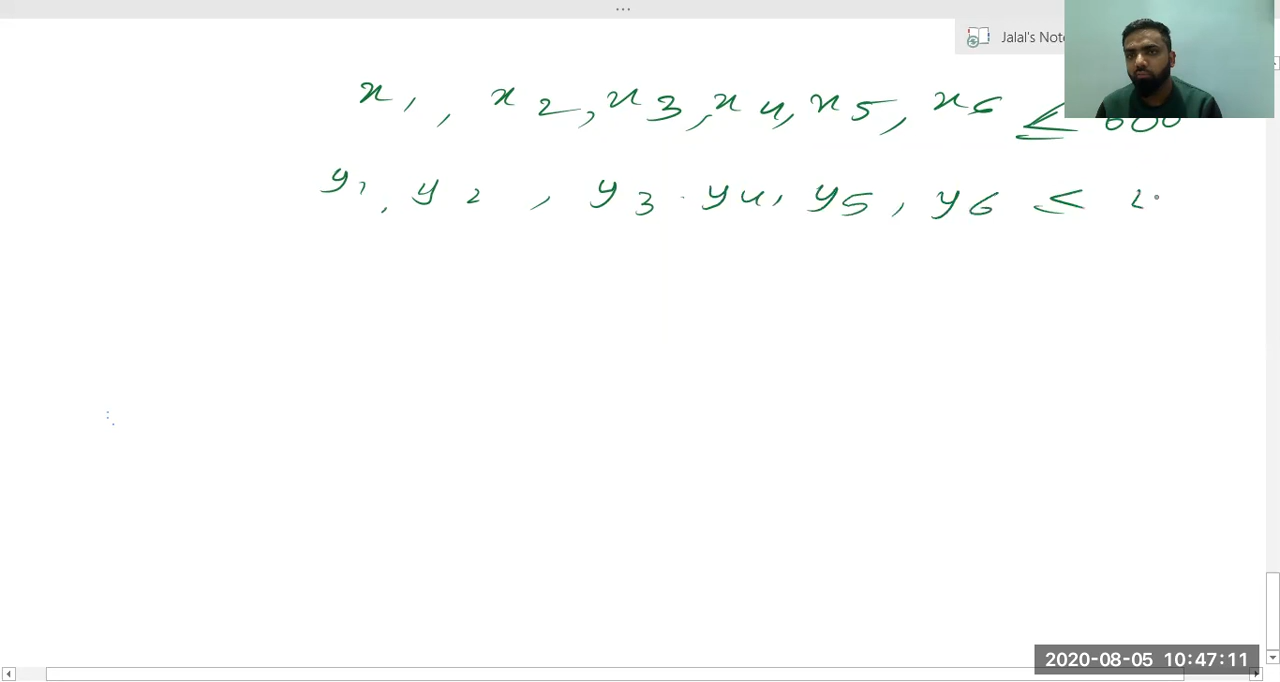 Jalal's Note
x1, x2, x3, x4, x5, x6 ≤ 600
y1, y2, y3 . y4, y5, y6 ≤
2020-08-05 10:47:11